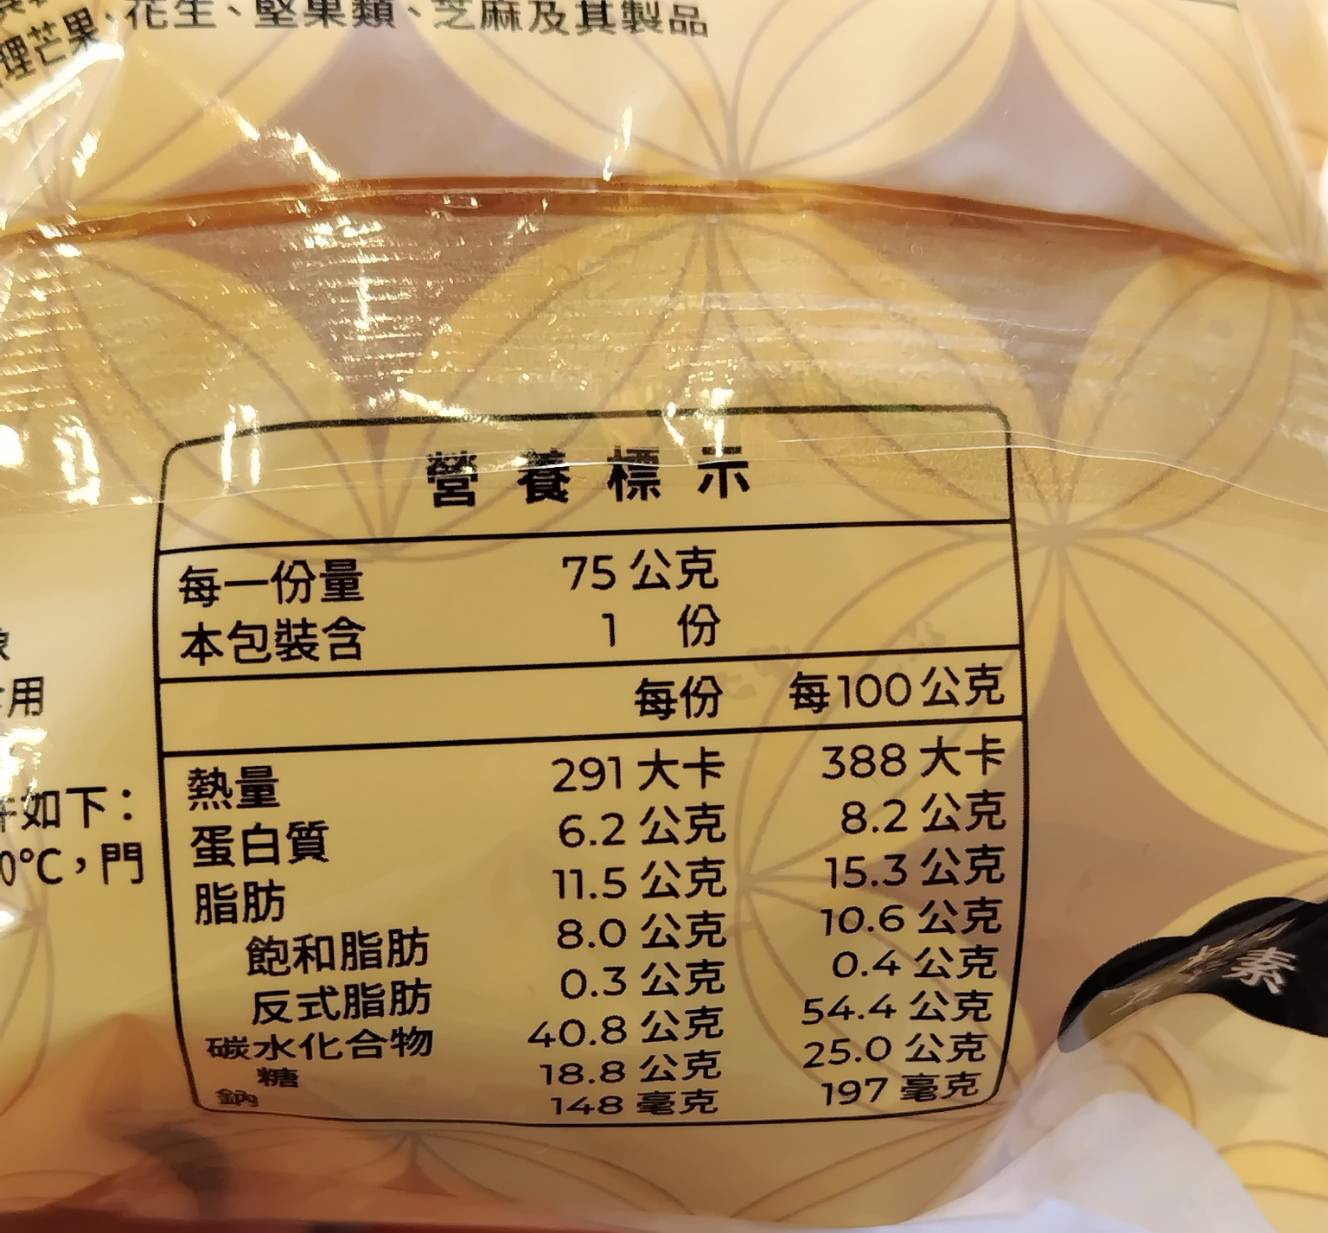 理芒果、花生、堅果類、芝麻及其製品
營養標示
每一份量 75 公克
本包裝含 1 份
每份 每100公克
熱量 291 大卡 388 大卡
蛋白質 6.2 公克 8.2 公克
脂肪 11.5 公克 15.3 公克
飽和脂肪 8.0 公克 10.6 公克
反式脂肪 0.3 公克 0.4 公克
碳水化合物 40.8 公克 54.4 公克
糖 18.8 公克 25.0 公克
鈉 148 毫克 197 毫克
用
如下：
0℃，門
素